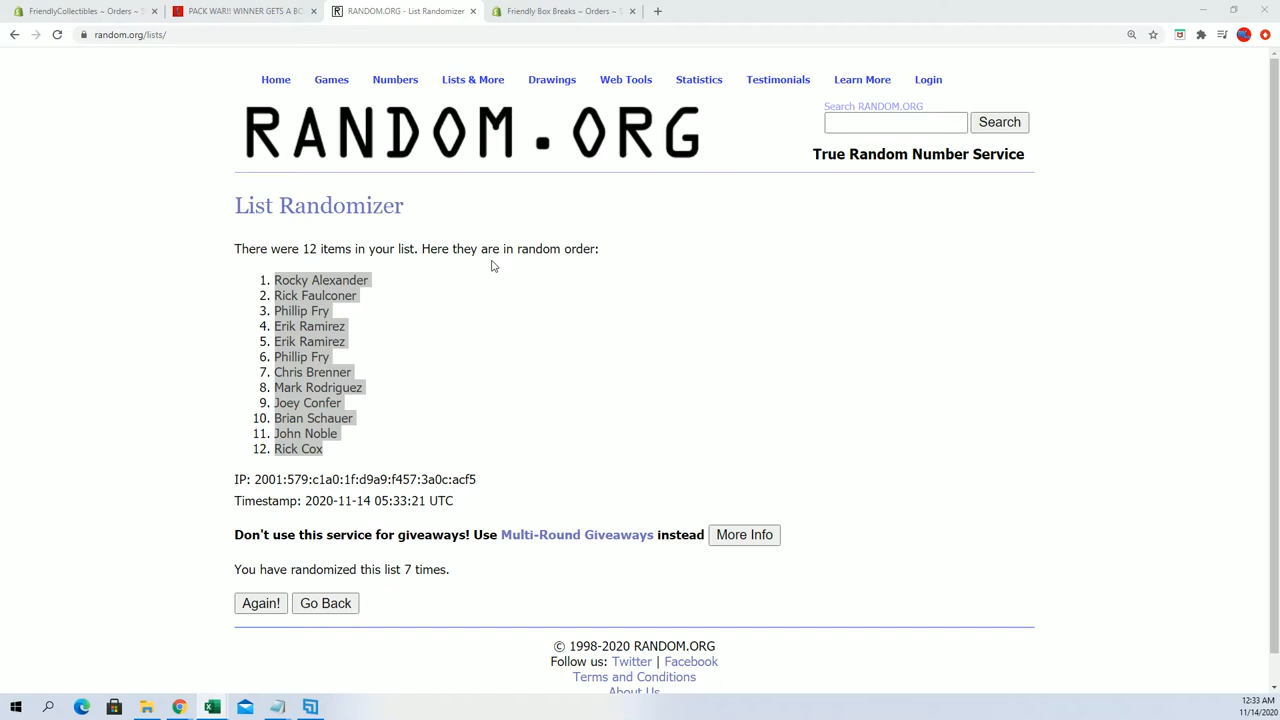 FriendlyCollectibles ~ Orders ~ S
PACK WAR!! WINNER GETS A BO
RANDOM.ORG - List Randomizer
Friendly Box Breaks ~ Orders ~ S
random.org/lists/
Home Games Numbers Lists & More Drawings Web Tools Statistics Testimonials Learn More Login
RANDOM.ORG
Search RANDOM.ORG
Search
True Random Number Service
List Randomizer
There were 12 items in your list. Here they are in random order:
1. Rocky Alexander
2. Rick Faulconer
3. Phillip Fry
4. Erik Ramirez
5. Erik Ramirez
6. Phillip Fry
7. Chris Brenner
8. Mark Rodriguez
9. Joey Confer
10. Brian Schauer
11. John Noble
12. Rick Cox
IP: 2001:579:c1a0:1f:d9a9:f457:3a0c:acf5
Timestamp: 2020-11-14 05:33:21 UTC
Don't use this service for giveaways! Use Multi-Round Giveaways instead More Info
You have randomized this list 7 times.
Again! Go Back
© 1998-2020 RANDOM.ORG
Follow us: Twitter | Facebook
Terms and Conditions
About Us
12:33 AM
11/14/2020